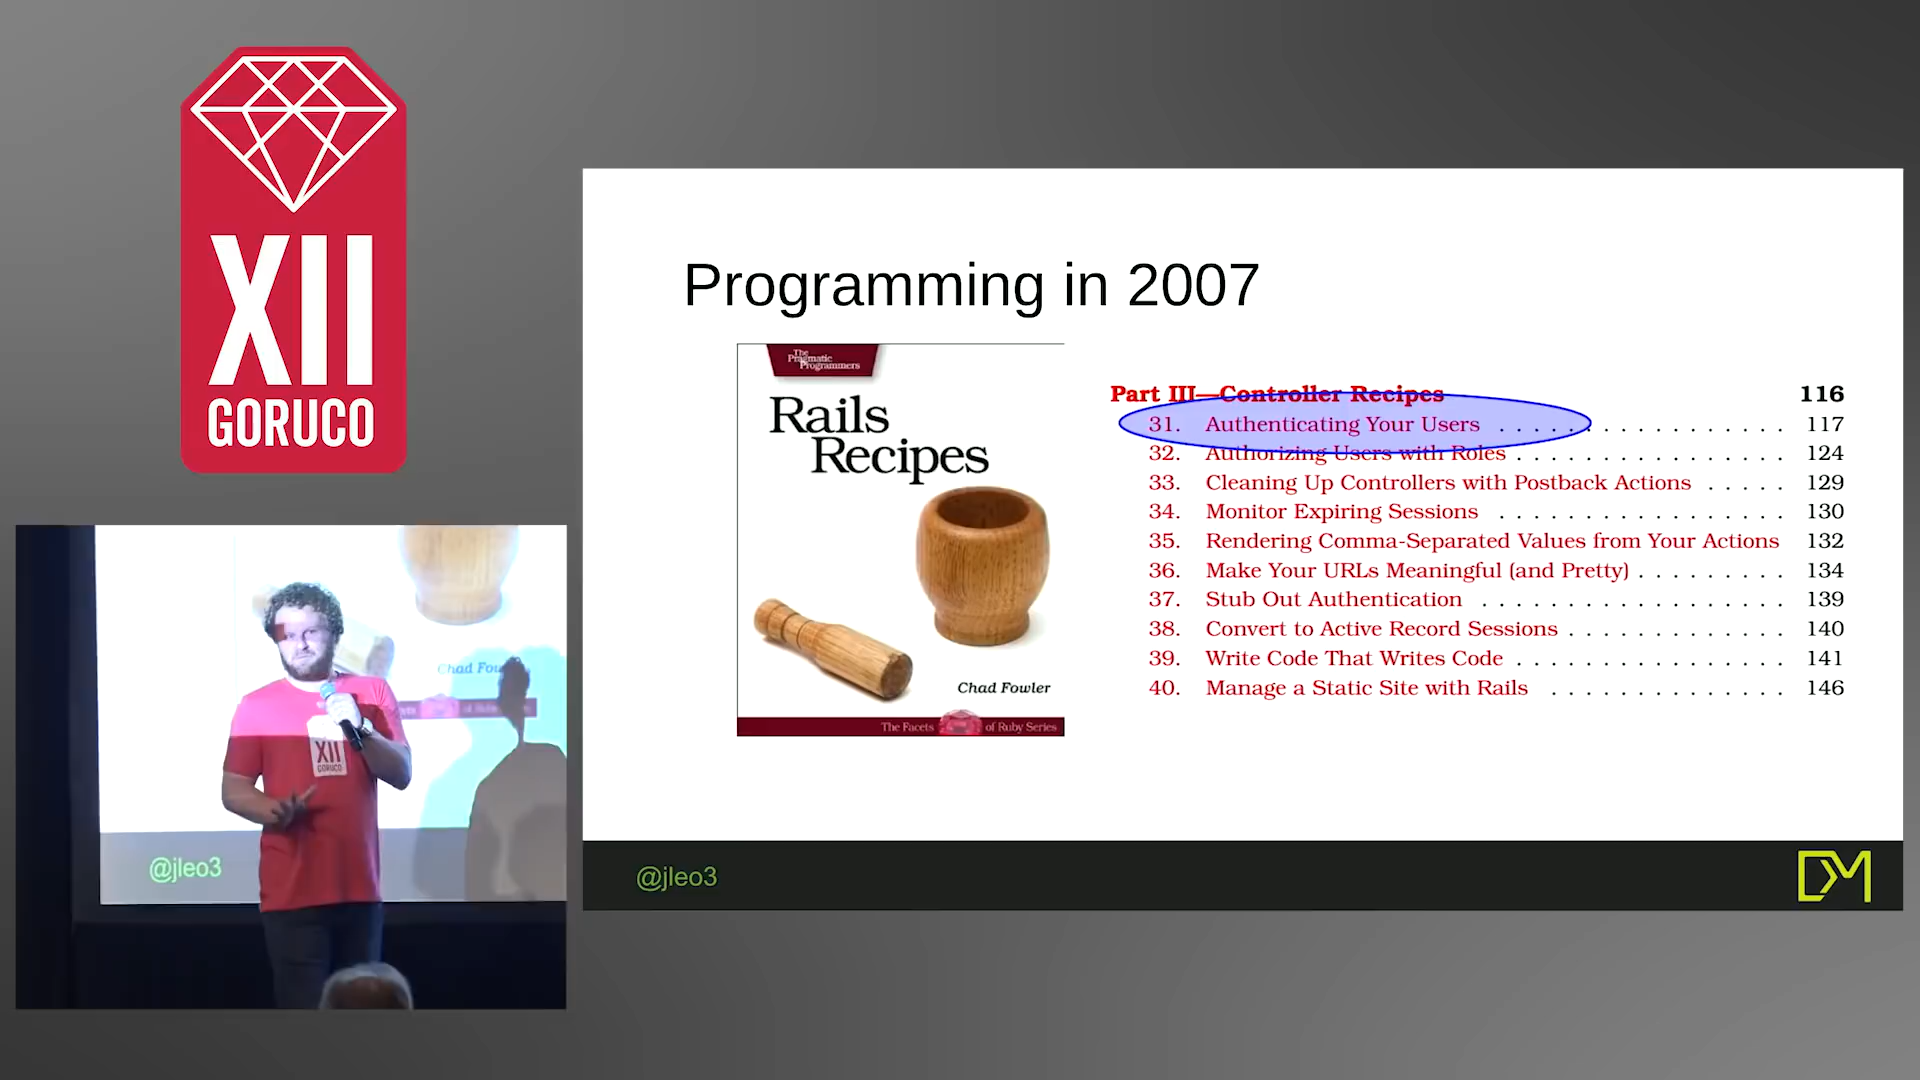 XII
GORUCO
Programming in 2007
The
Pragmatic
Programmers
Rails
Recipes
Chad Fowler
The Facets of Ruby Series
Part III—Controller Recipes 116
31. Authenticating Your Users . . . . . . . . . . . . . . . . . . 117
32. Authorizing Users with Roles . . . . . . . . . . . . . . . . 124
33. Cleaning Up Controllers with Postback Actions . . . . . 129
34. Monitor Expiring Sessions . . . . . . . . . . . . . . . . . . 130
35. Rendering Comma-Separated Values from Your Actions 132
36. Make Your URLs Meaningful (and Pretty) . . . . . . . . . 134
37. Stub Out Authentication . . . . . . . . . . . . . . . . . . . 139
38. Convert to Active Record Sessions . . . . . . . . . . . . . 140
39. Write Code That Writes Code . . . . . . . . . . . . . . . . 141
40. Manage a Static Site with Rails . . . . . . . . . . . . . . 146
@jleo3
DM
Chad
XII
GORUCO
@jleo3